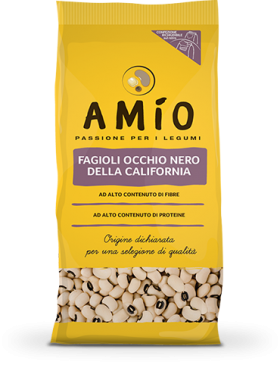 AMÍO
PASSIONE PER I LEGUMI
FAGIOLI OCCHIO NERO
DELLA CALIFORNIA
AD ALTO CONTENUTO DI FIBRE
AD ALTO CONTENUTO DI PROTEINE
Origine dichiarata
per una selezione di qualità